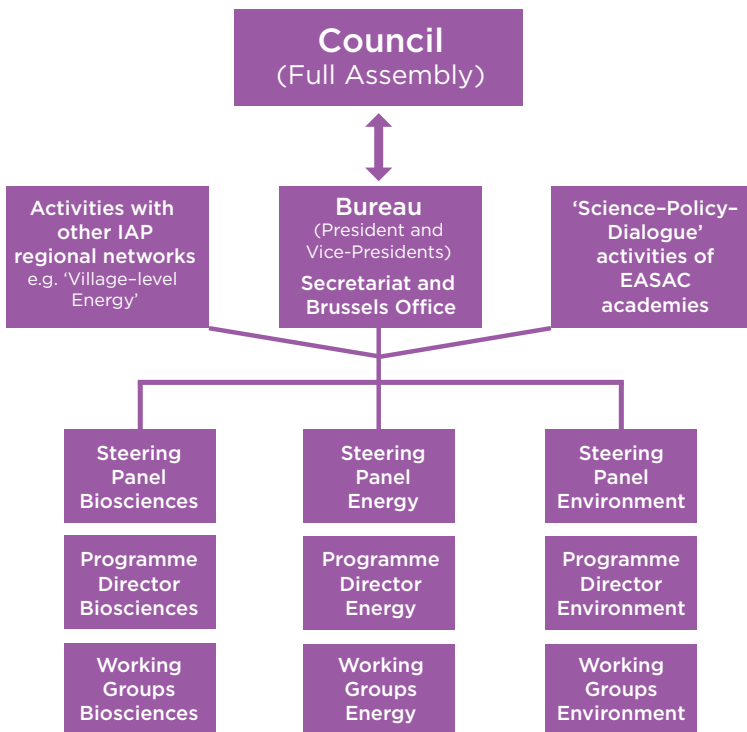 Council
(Full Assembly)
Activities with
other IAP
regional networks
e.g. ‘Village–level
Energy’
Bureau
(President and
Vice-Presidents)
Secretariat and
Brussels Office
‘Science–Policy–
Dialogue’
activities of
EASAC
academies
Steering
Panel
Biosciences
Steering
Panel
Energy
Steering
Panel
Environment
Programme
Director
Biosciences
Programme
Director
Energy
Programme
Director
Environment
Working
Groups
Biosciences
Working
Groups
Energy
Working
Groups
Environment